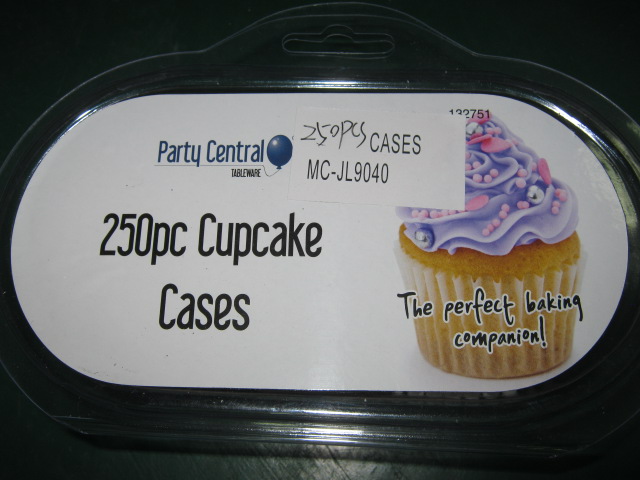 132751
250pcs CASES
MC-JL9040
Party Central
TABLEWARE
250pc Cupcake
Cases
The perfect baking
companion!